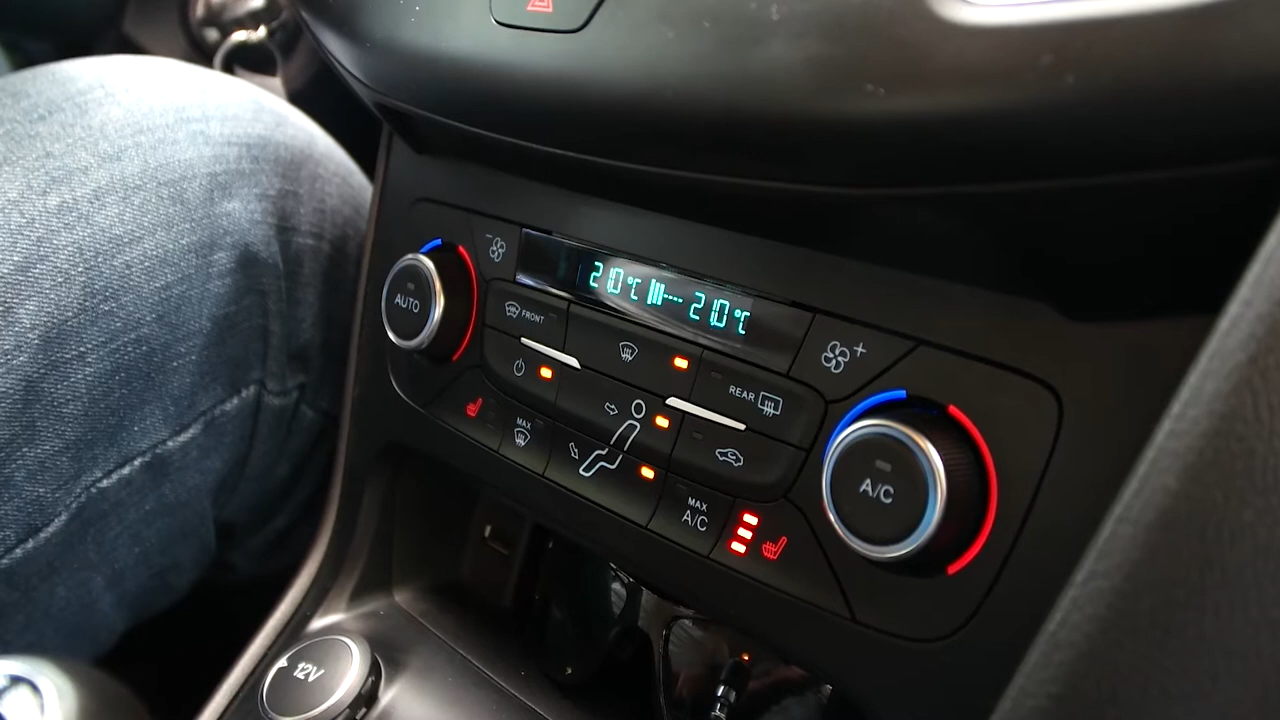 21.0°C 21.0°C
AUTO
FRONT
REAR
MAX
A/C
MAX
A/C
12V